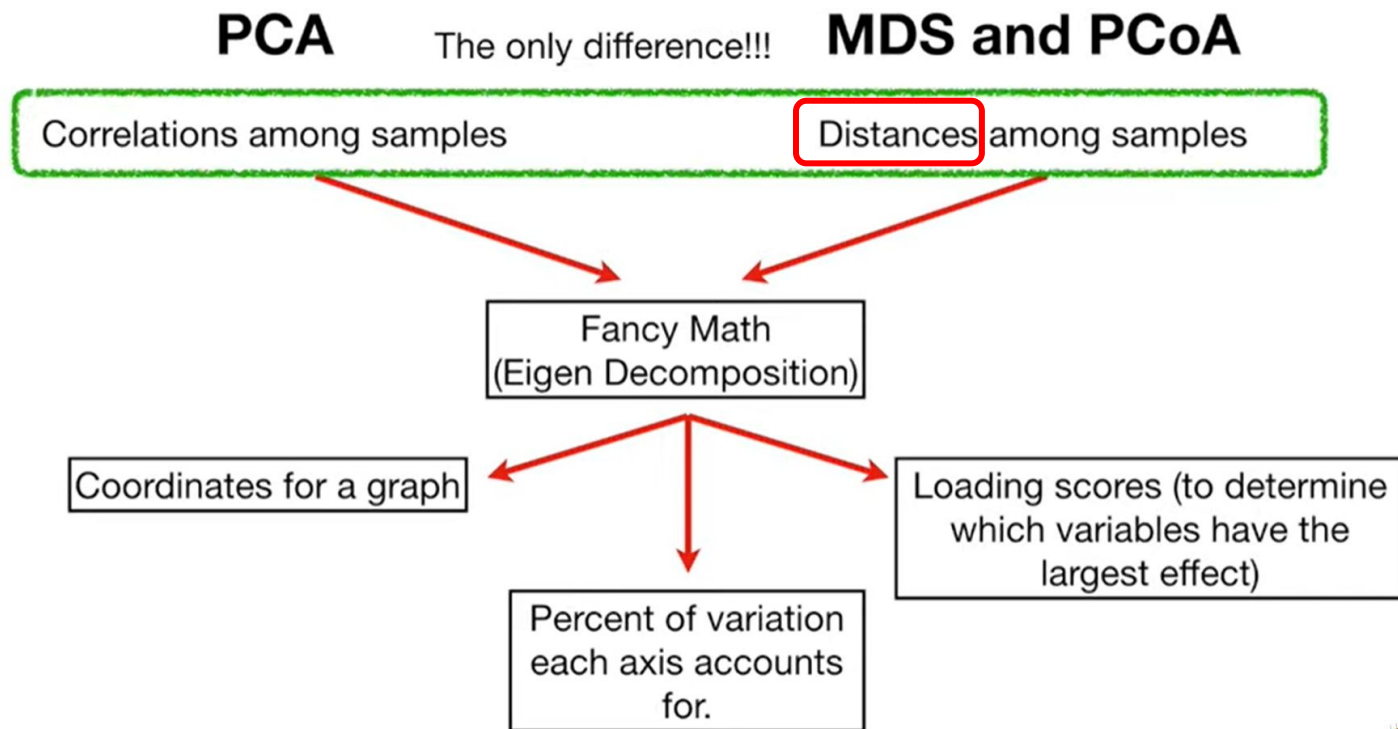 PCA
The only difference!!!
MDS and PCoA
Correlations among samples
Distances among samples
Fancy Math
(Eigen Decomposition)
Coordinates for a graph
Loading scores (to determine
which variables have the
largest effect)
Percent of variation
each axis accounts
for.